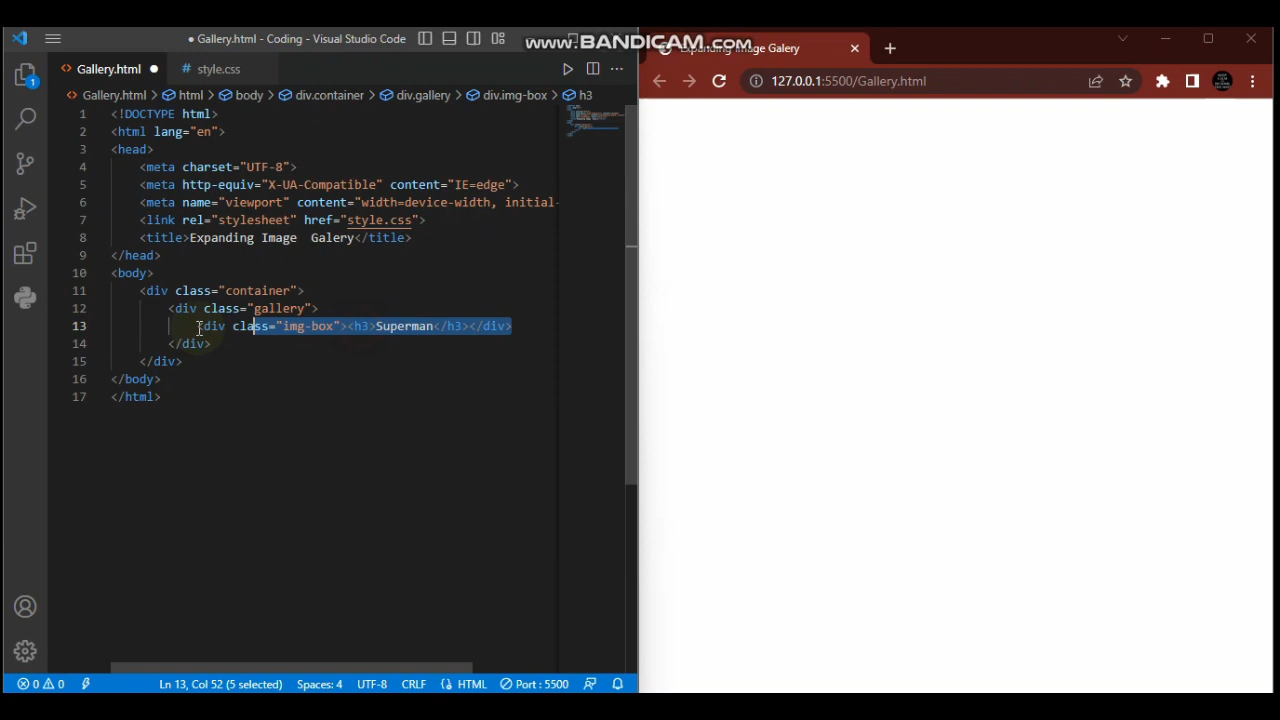 ● Gallery.html - Coding - Visual Studio Code
www.BANDICAM.com
Expanding Image Galery
Gallery.html
# style.css
127.0.0.1:5500/Gallery.html
1
Gallery.html > html > body > div.container > div.gallery > div.img-box > h3
1 <!DOCTYPE html>
2 <html lang="en">
3 <head>
4 <meta charset="UTF-8">
5 <meta http-equiv="X-UA-Compatible" content="IE=edge">
6 <meta name="viewport" content="width=device-width, initial-
7 <link rel="stylesheet" href="style.css">
8 <title>Expanding Image  Galery</title>
9 </head>
10 <body>
11 <div class="container">
12 <div class="gallery">
13 <div class="img-box"><h3>Superman</h3></div>
14 </div>
15 </div>
16 </body>
17 </html>
0 0 Ln 13, Col 52 (5 selected) Spaces: 4 UTF-8 CRLF HTML Port : 5500